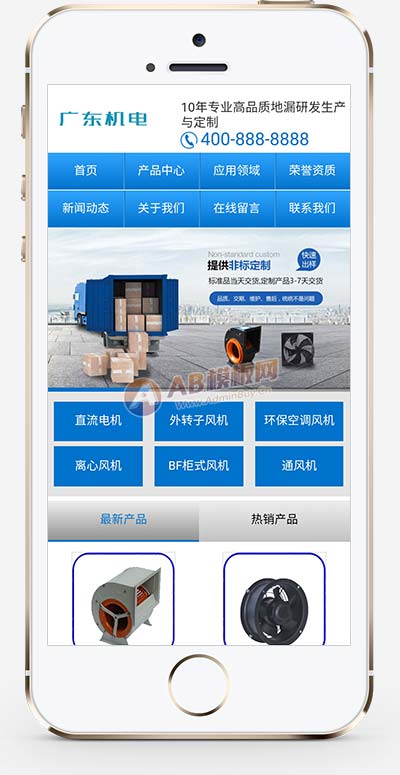 广东机电
10年专业高品质地漏研发生产
与定制
400-888-8888
首页 产品中心 应用领域 荣誉资质
新闻动态 关于我们 在线留言 联系我们
Non-standard custom
提供非标定制
快速
出样
标准品当天交货,定制产品3-7天交货
品质、交期、维护、售后，统统不是问题
AB模板网
Www.AdminBuy.Cn
直流电机 外转子风机 环保空调风机
离心风机 BF柜式风机 通风机
最新产品 热销产品